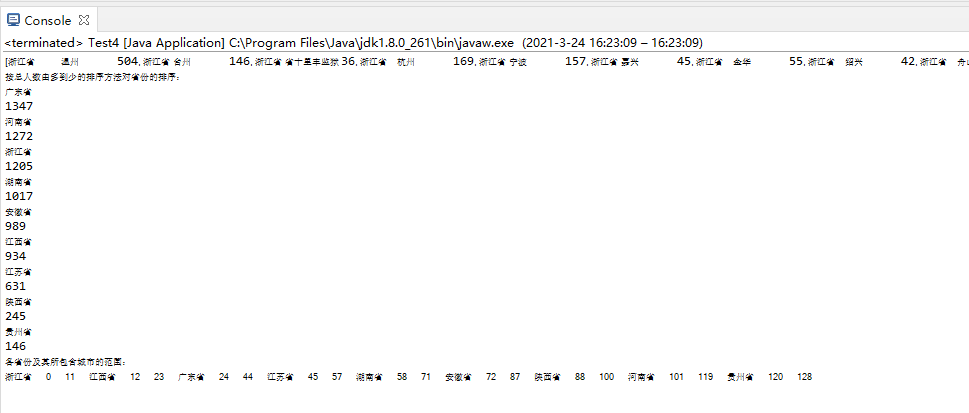 Console
<terminated> Test4 [Java Application] C:\Program Files\Java\jdk1.8.0_261\bin\javaw.exe (2021-3-24 16:23:09 – 16:23:09)
[浙江省 温州 504, 浙江省 台州 146, 浙江省 省十里丰监狱 36, 浙江省 杭州 169, 浙江省 宁波 157, 浙江省 嘉兴 45, 浙江省 金华 55, 浙江省 绍兴 42, 浙江省
按总人数由多到少的排序方法对省份的排序:
广东省
1347
河南省
1272
浙江省
1205
湖南省
1017
安徽省
989
江西省
934
江苏省
631
陕西省
245
贵州省
146
各省份及其所包含城市的范围:
浙江省 0 11 江西省 12 23 广东省 24 44 江苏省 45 57 湖南省 58 71 安徽省 72 87 陕西省 88 100 河南省 101 119 贵州省 120 128